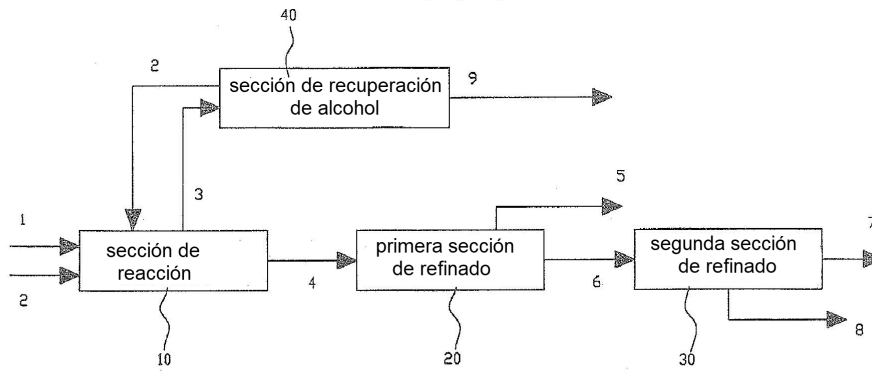 40
2
sección de recuperación
de alcohol
9
3
5
1
sección de
reacción
primera sección
de refinado
segunda sección
de refinado
7
2
4
6
8
10
20
30